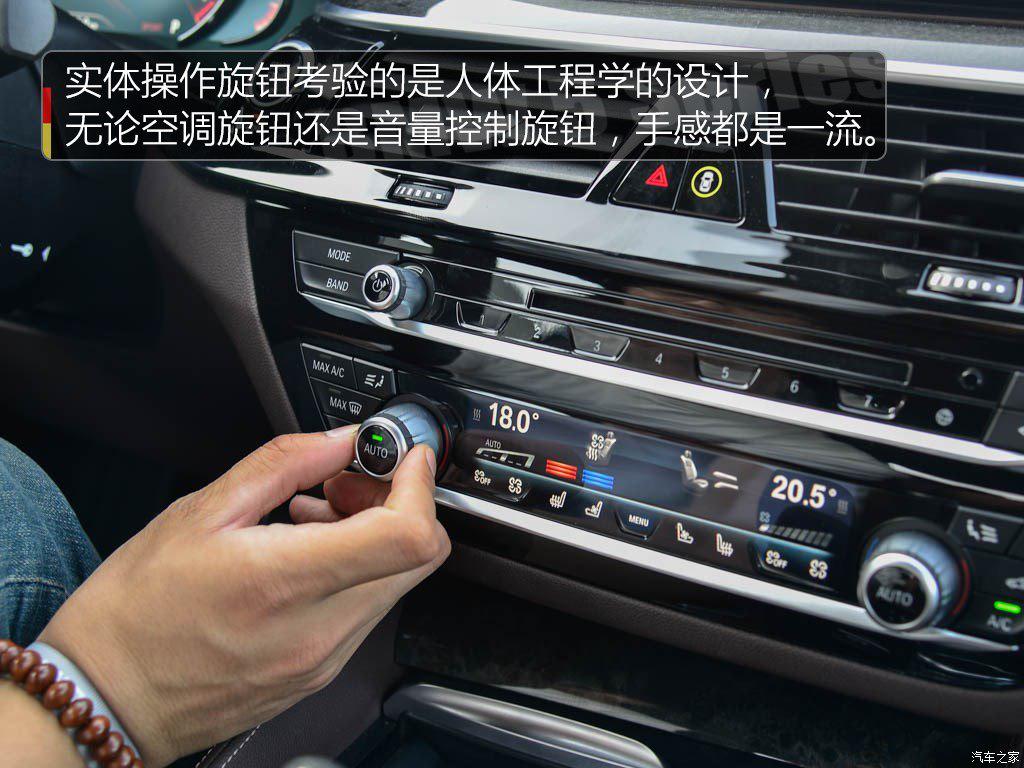 实体操作旋钮考验的是人体工程学的设计，
无论空调旋钮还是音量控制旋钮，手感都是一流。
MODE
BAND
1
2
3
4
5
6
7
MAX A/C
MAX
AUTO
18.0°
AUTO
OFF
MENU
20.5°
OFF
AUTO
A/C
汽车之家